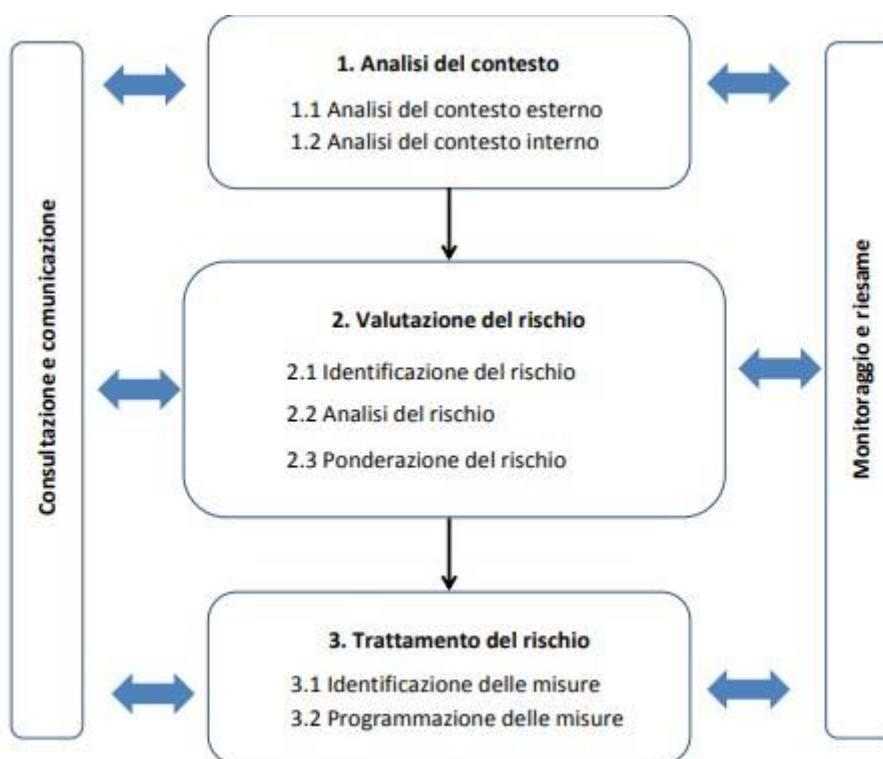 Consultazione e comunicazione
1. Analisi del contesto
1.1 Analisi del contesto esterno
1.2 Analisi del contesto interno
2. Valutazione del rischio
2.1 Identificazione del rischio
2.2 Analisi del rischio
2.3 Ponderazione del rischio
3. Trattamento del rischio
3.1 Identificazione delle misure
3.2 Programmazione delle misure
Monitoraggio e riesame